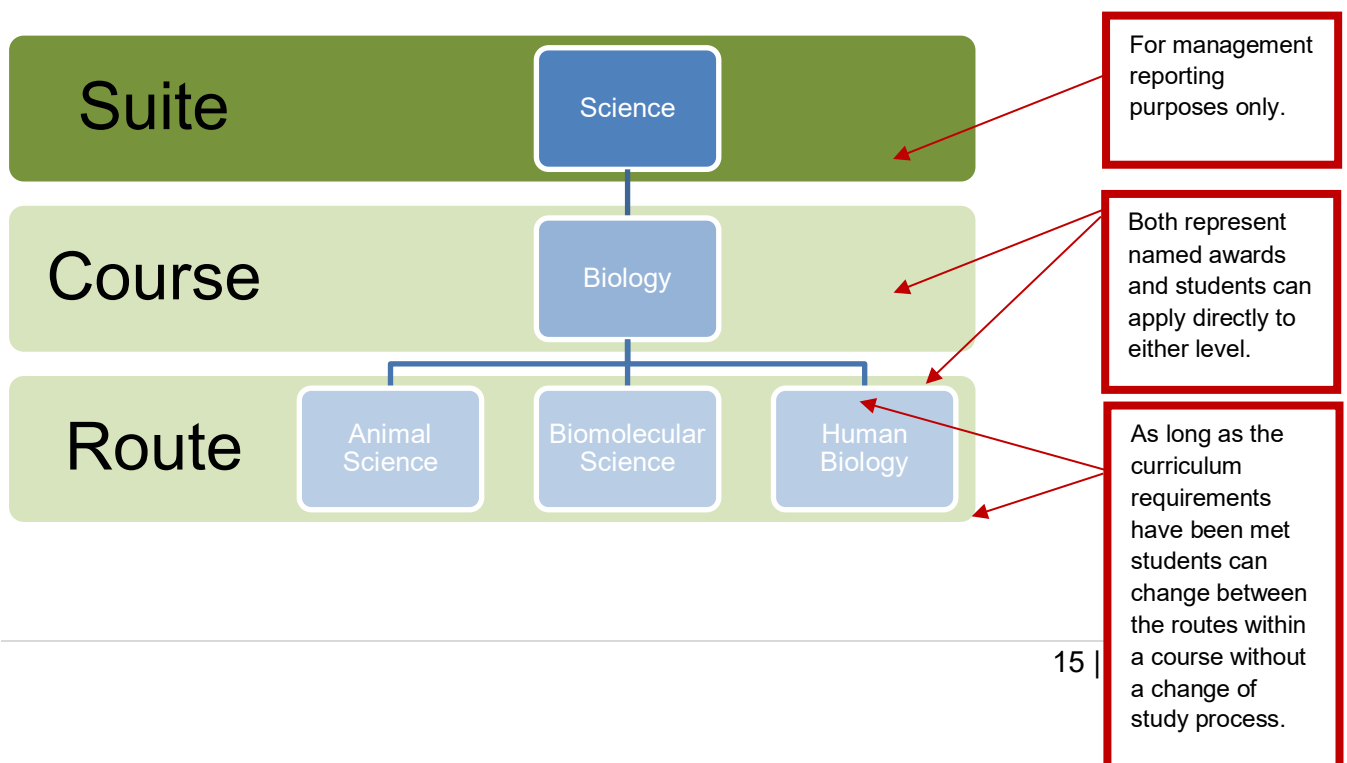 Suite
Science
For management
reporting
purposes only.
Course
Biology
Both represent
named awards
and students can
apply directly to
either level.
Route
Animal
Science
Biomolecular
Science
Human
Biology
As long as the
curriculum
requirements
have been met
students can
change between
the routes within
a course without
a change of
study process.
15 |